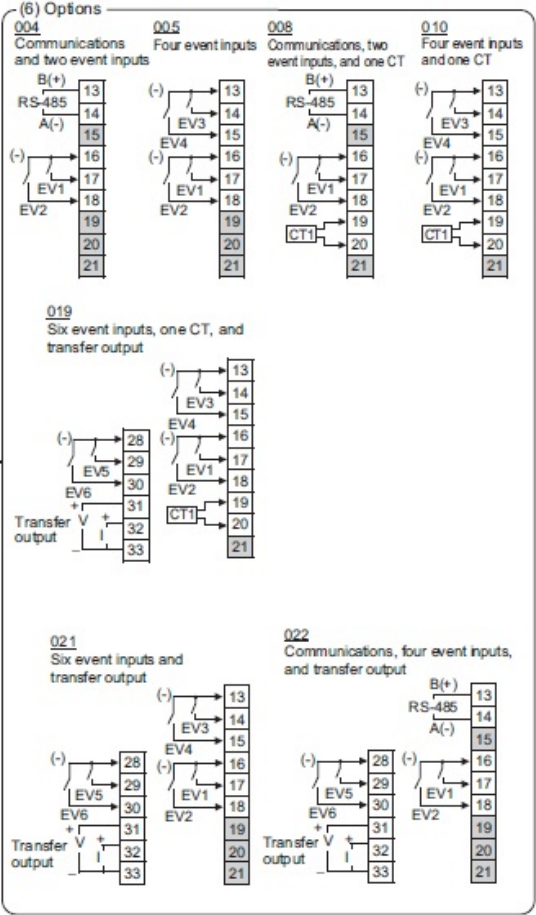 (6) Options
004
Communications
and two event inputs
B(+)
RS-485
A(-)
(-)
EV1
EV2
13
14
15
16
17
18
19
20
21
005
Four event inputs
(-)
EV3
EV4
(-)
EV1
EV2
13
14
15
16
17
18
19
20
21
008
Communications, two
event inputs, and one CT
B(+)
RS-485
A(-)
(-)
EV1
EV2
CT1
13
14
15
16
17
18
19
20
21
010
Four event inputs
and one CT
(-)
EV3
EV4
(-)
EV1
EV2
CT1
13
14
15
16
17
18
19
20
21
019
Six event inputs, one CT, and
transfer output
(-)
EV5
EV6
+
Transfer V + I
output
–
28
29
30
31
32
33
(-)
EV3
EV4
(-)
EV1
EV2
CT1
13
14
15
16
17
18
19
20
21
021
Six event inputs and
transfer output
(-)
EV5
EV6
+
Transfer V + I
output
–
28
29
30
31
32
33
(-)
EV3
EV4
(-)
EV1
EV2
13
14
15
16
17
18
19
20
21
022
Communications, four event inputs,
and transfer output
(-)
EV5
EV6
+
Transfer V + I
output
–
28
29
30
31
32
33
B(+)
RS-485
A(-)
(-)
EV1
EV2
13
14
15
16
17
18
19
20
21